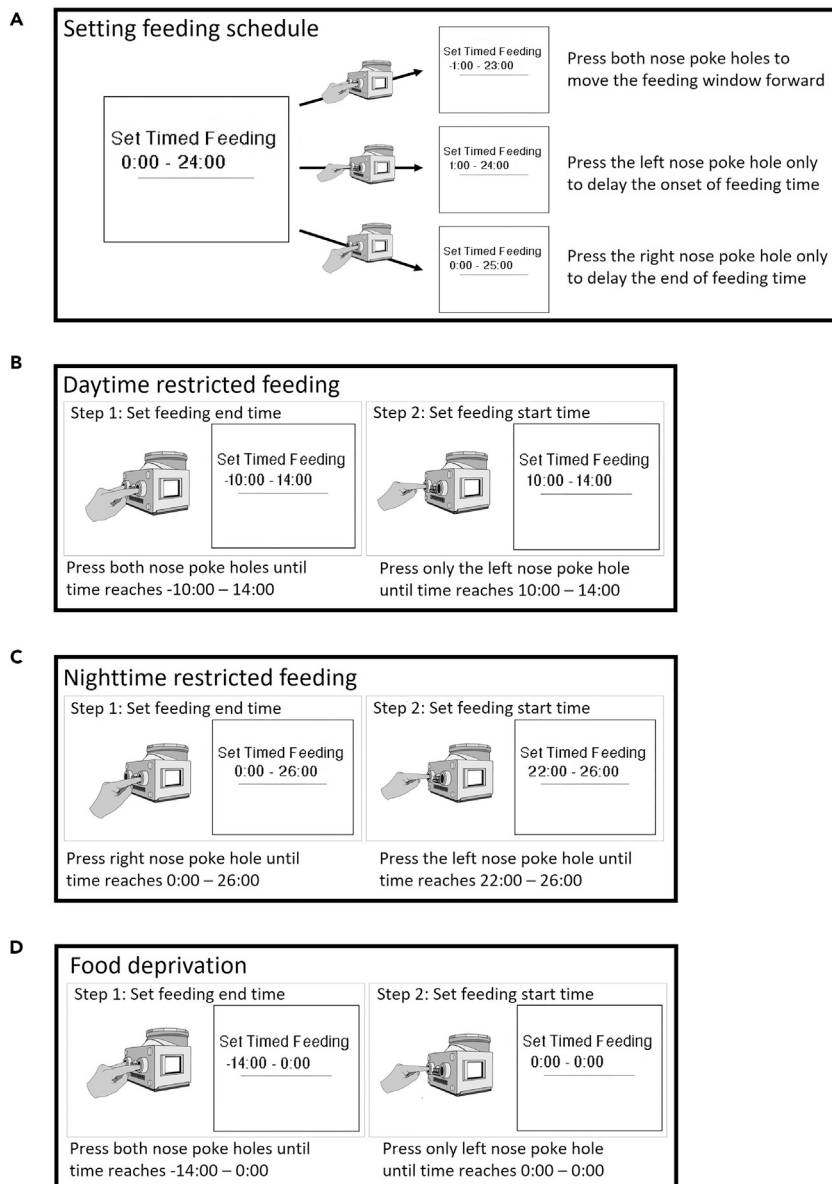 A
Setting feeding schedule
Set Timed Feeding
0:00 - 24:00
Set Timed Feeding
-1:00 - 23:00
Press both nose poke holes to
move the feeding window forward
Set Timed Feeding
1:00 - 24:00
Press the left nose poke hole only
to delay the onset of feeding time
Set Timed Feeding
0:00 - 25:00
Press the right nose poke hole only
to delay the end of feeding time
B
Daytime restricted feeding
Step 1: Set feeding end time
Set Timed Feeding
-10:00 - 14:00
Press both nose poke holes until
time reaches -10:00 – 14:00
Step 2: Set feeding start time
Set Timed Feeding
10:00 - 14:00
Press only the left nose poke hole
until time reaches 10:00 – 14:00
C
Nighttime restricted feeding
Step 1: Set feeding end time
Set Timed Feeding
0:00 - 26:00
Press right nose poke hole until
time reaches 0:00 – 26:00
Step 2: Set feeding start time
Set Timed Feeding
22:00 - 26:00
Press the left nose poke hole until
time reaches 22:00 – 26:00
D
Food deprivation
Step 1: Set feeding end time
Set Timed Feeding
-14:00 - 0:00
Press both nose poke holes until
time reaches -14:00 – 0:00
Step 2: Set feeding start time
Set Timed Feeding
0:00 - 0:00
Press only left nose poke hole
until time reaches 0:00 – 0:00